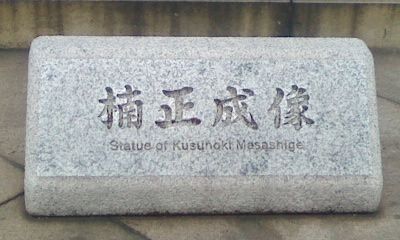 楠正成像
Statue of Kusunoki Masashige